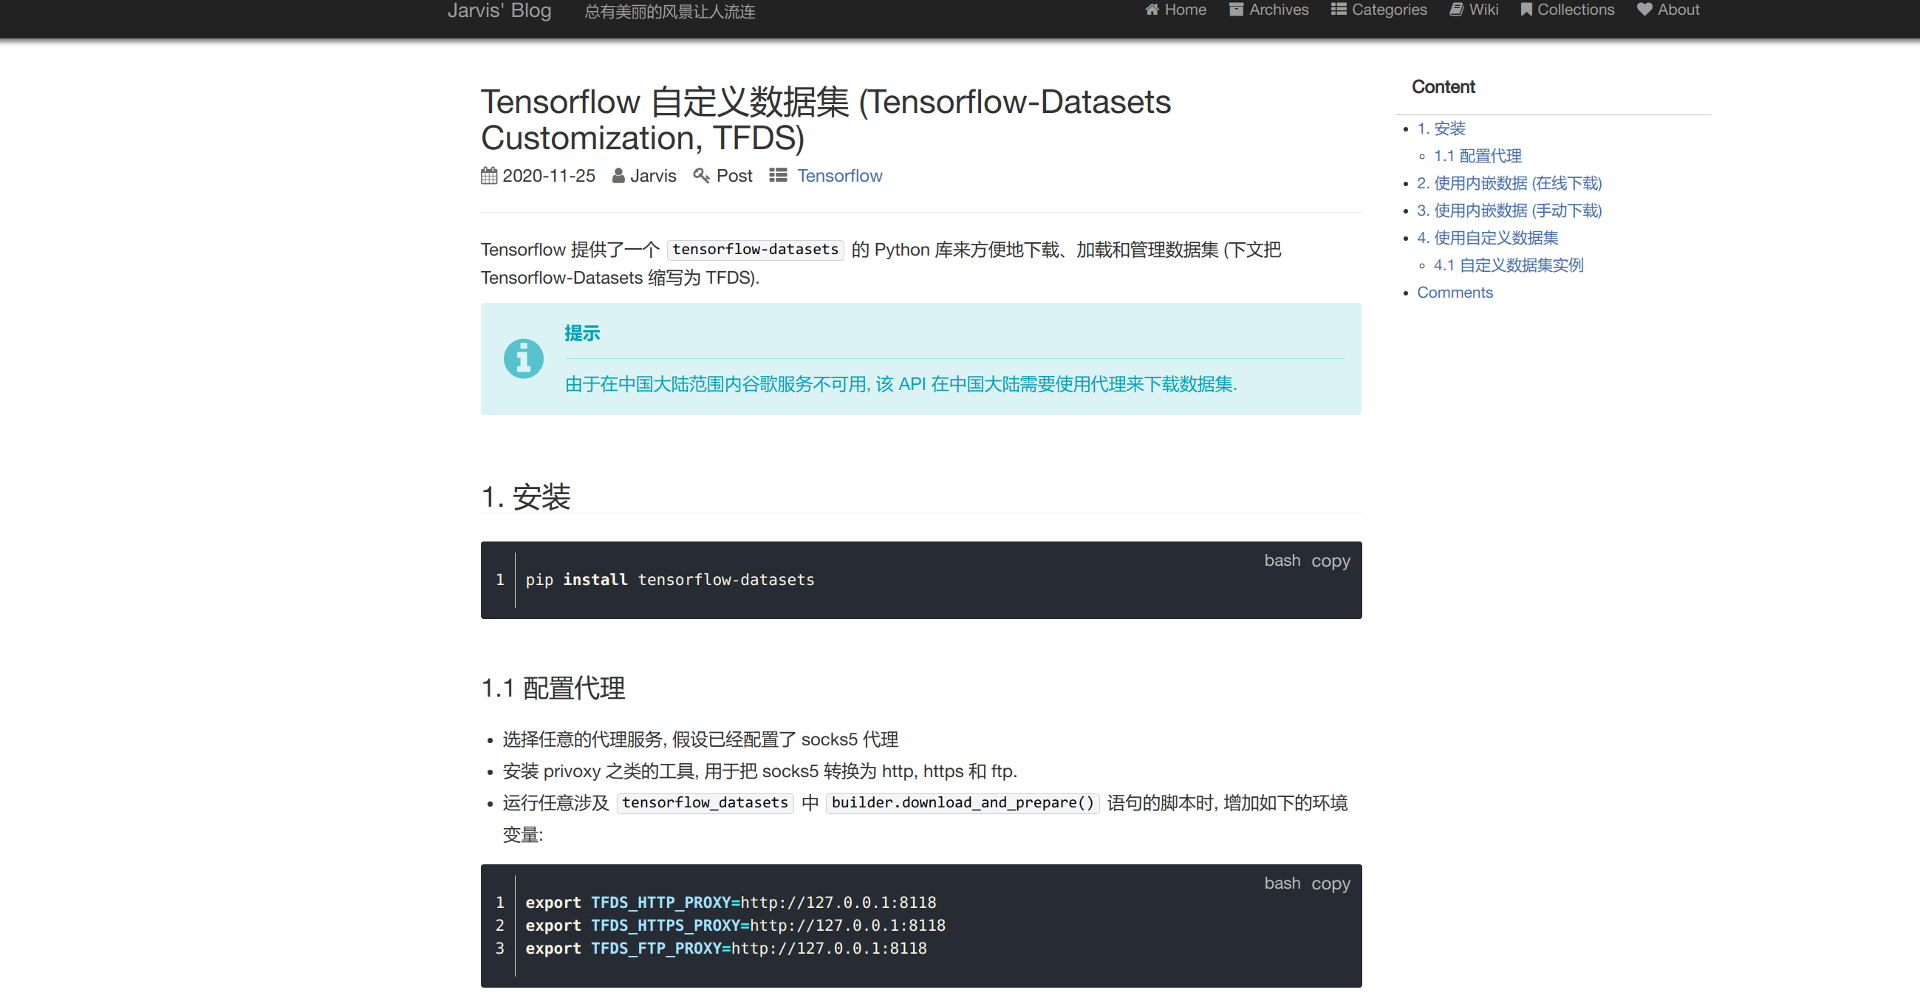 Jarvis' Blog 总有美丽的风景让人流连 Home Archives Categories Wiki Collections About
Tensorflow 自定义数据集 (Tensorflow-Datasets
Customization, TFDS)
2020-11-25 Jarvis Post Tensorflow
Tensorflow 提供了一个 tensorflow-datasets 的 Python 库来方便地下载、加载和管理数据集 (下文把
Tensorflow-Datasets 缩写为 TFDS).
提示
由于在中国大陆范围内谷歌服务不可用, 该 API 在中国大陆需要使用代理来下载数据集.
1. 安装
bash copy
1 pip install tensorflow-datasets
1.1 配置代理
选择任意的代理服务, 假设已经配置了 socks5 代理
安装 privoxy 之类的工具, 用于把 socks5 转换为 http, https 和 ftp.
运行任意涉及 tensorflow_datasets 中 builder.download_and_prepare() 语句的脚本时, 增加如下的环境
变量:
bash copy
1 export TFDS_HTTP_PROXY=http://127.0.0.1:8118
2 export TFDS_HTTPS_PROXY=http://127.0.0.1:8118
3 export TFDS_FTP_PROXY=http://127.0.0.1:8118
Content
1. 安装
1.1 配置代理
2. 使用内嵌数据 (在线下载)
3. 使用内嵌数据 (手动下载)
4. 使用自定义数据集
4.1 自定义数据集实例
Comments